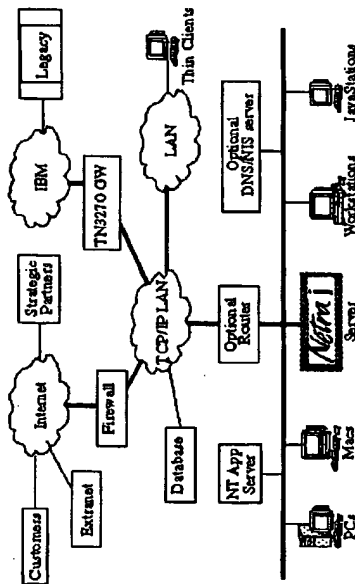 Customers
Extranet
Internet
Strategic
Partners
Firewall
IBM
Legacy
TN3270 GW
TCP/IP LAN
LAN
Thin Clients
Database
Optional
Router
NT App
Server
Optional
DNS/NIS server
PCs
Macs
Netra j
Server
Workstations
JavaStations